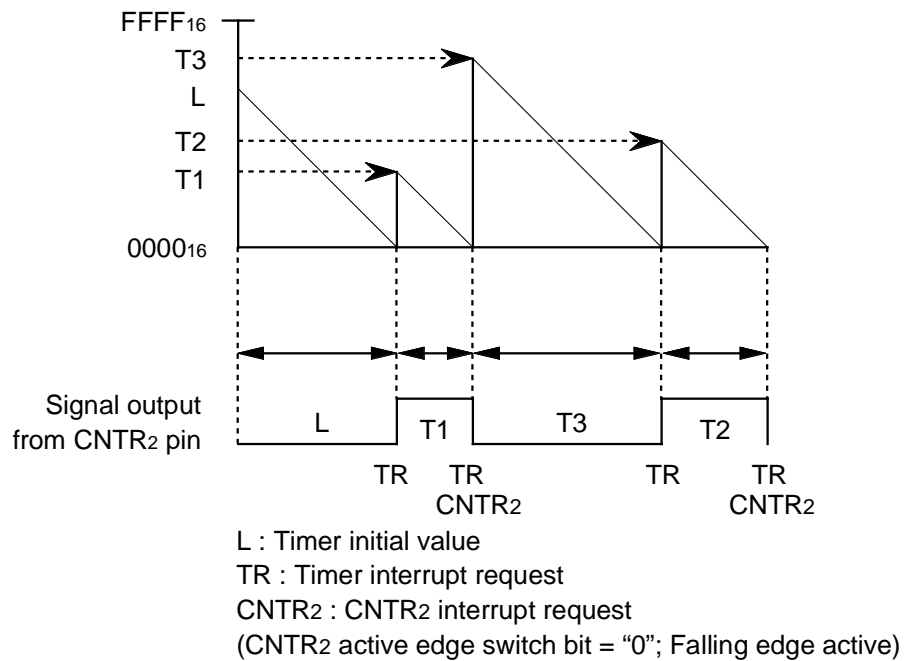 FFFF16
T3
L
T2
T1
000016
Signal output
from CNTR2 pin
L
T1
T3
T2
TR
TR
TR
TR
CNTR2
CNTR2
L : Timer initial value
TR : Timer interrupt request
CNTR2 : CNTR2 interrupt request
(CNTR2 active edge switch bit = “0”; Falling edge active)